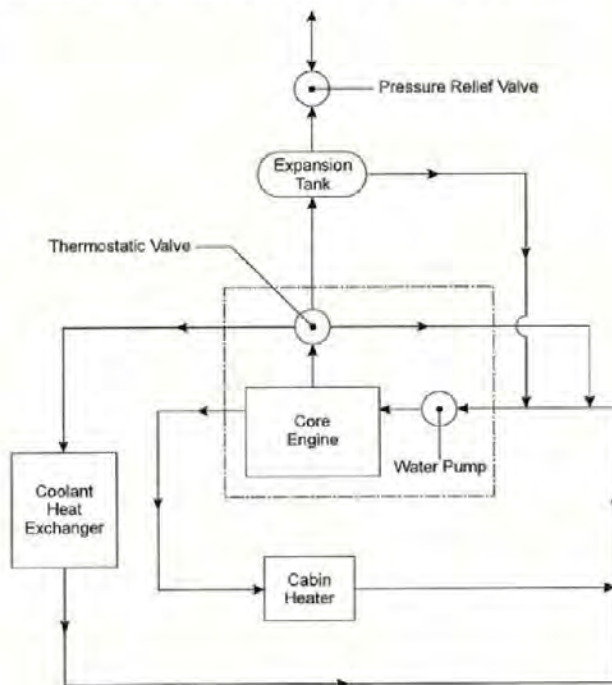 Pressure Relief Valve
Expansion
Tank
Thermostatic Valve
Core
Engine
Water Pump
Coolant
Heat
Exchanger
Cabin
Heater